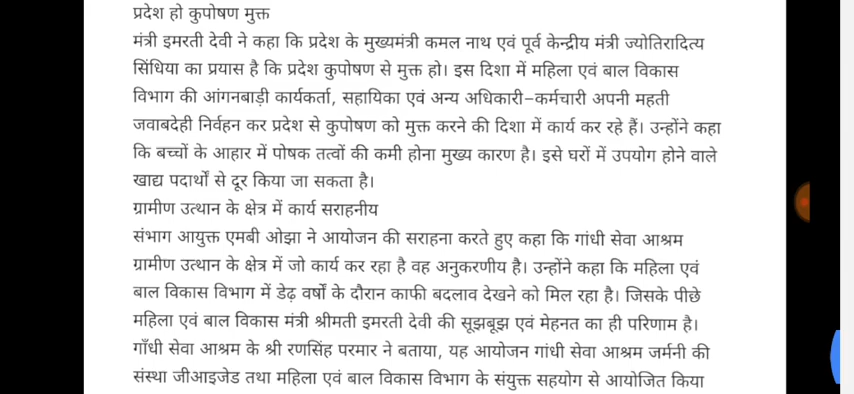 प्रदेश हो कुपोषण मुक्त
मंत्री इमरती देवी ने कहा कि प्रदेश के मुख्यमंत्री कमल नाथ एवं पूर्व केन्द्रीय मंत्री ज्योतिरादित्य
सिंधिया का प्रयास है कि प्रदेश कुपोषण से मुक्त हो। इस दिशा में महिला एवं बाल विकास
विभाग की आंगनबाड़ी कार्यकर्ता, सहायिका एवं अन्य अधिकारी–कर्मचारी अपनी महती
जवाबदेही निर्वहन कर प्रदेश से कुपोषण को मुक्त करने की दिशा में कार्य कर रहे हैं। उन्होंने कहा
कि बच्चों के आहार में पोषक तत्वों की कमी होना मुख्य कारण है। इसे घरों में उपयोग होने वाले
खाद्य पदार्थों से दूर किया जा सकता है।
ग्रामीण उत्थान के क्षेत्र में कार्य सराहनीय
संभाग आयुक्त एमबी ओझा ने आयोजन की सराहना करते हुए कहा कि गांधी सेवा आश्रम
ग्रामीण उत्थान के क्षेत्र में जो कार्य कर रहा है वह अनुकरणीय है। उन्होंने कहा कि महिला एवं
बाल विकास विभाग में डेढ़ वर्षों के दौरान काफी बदलाव देखने को मिल रहा है। जिसके पीछे
महिला एवं बाल विकास मंत्री श्रीमती इमरती देवी की सूझबूझ एवं मेहनत का ही परिणाम है।
गाँधी सेवा आश्रम के श्री रणसिंह परमार ने बताया, यह आयोजन गांधी सेवा आश्रम जर्मनी की
संस्था जीआइजेड तथा महिला एवं बाल विकास विभाग के संयुक्त सहयोग से आयोजित किया